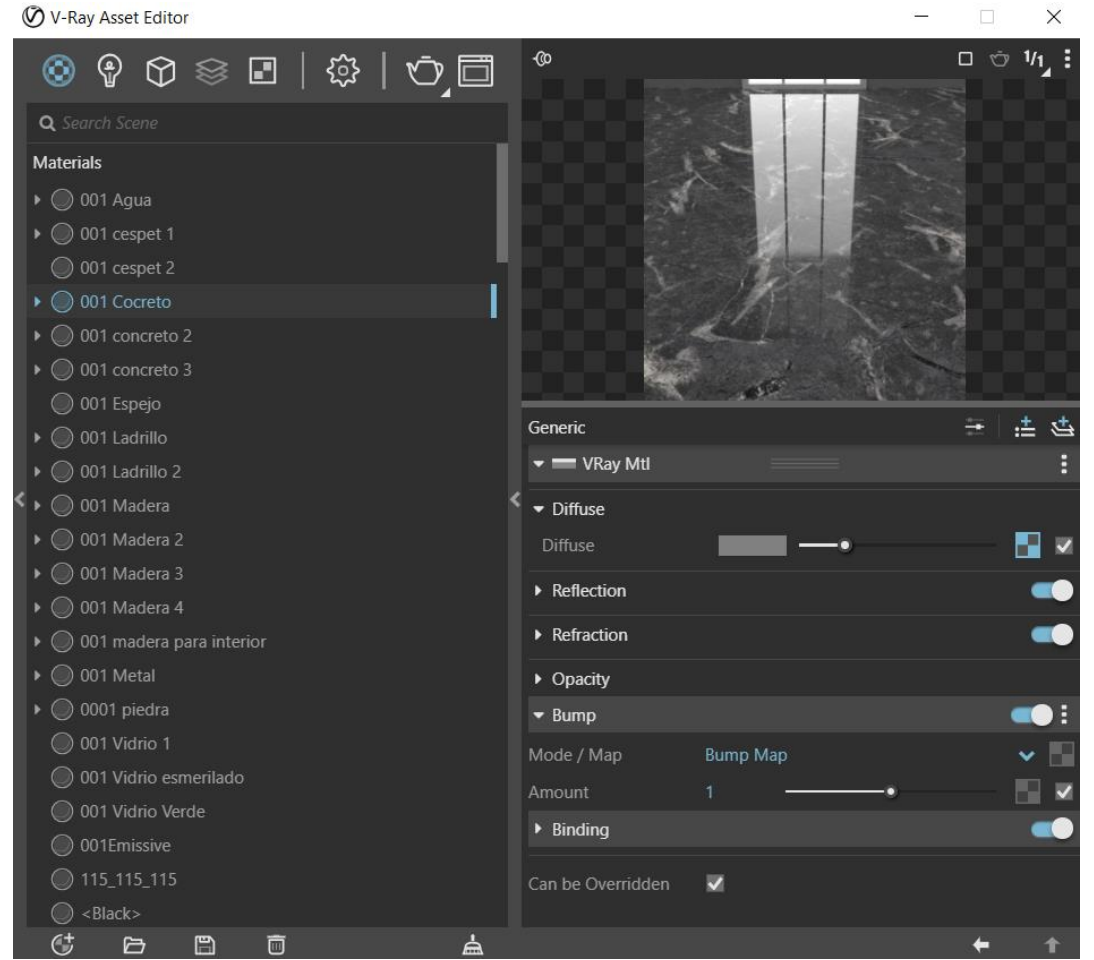 V-Ray Asset Editor
Search Scene
Materials
001 Agua
001 cespet 1
001 cespet 2
001 Cocreto
001 concreto 2
001 concreto 3
001 Espejo
001 Ladrillo
001 Ladrillo 2
001 Madera
001 Madera 2
001 Madera 3
001 Madera 4
001 madera para interior
001 Metal
0001 piedra
001 Vidrio 1
001 Vidrio esmerilado
001 Vidrio Verde
001Emissive
115_115_115
<Black>
1/1
Generic
VRay Mtl
Diffuse
Diffuse
Reflection
Refraction
Opacity
Bump
Mode / Map Bump Map
Amount 1
Binding
Can be Overridden